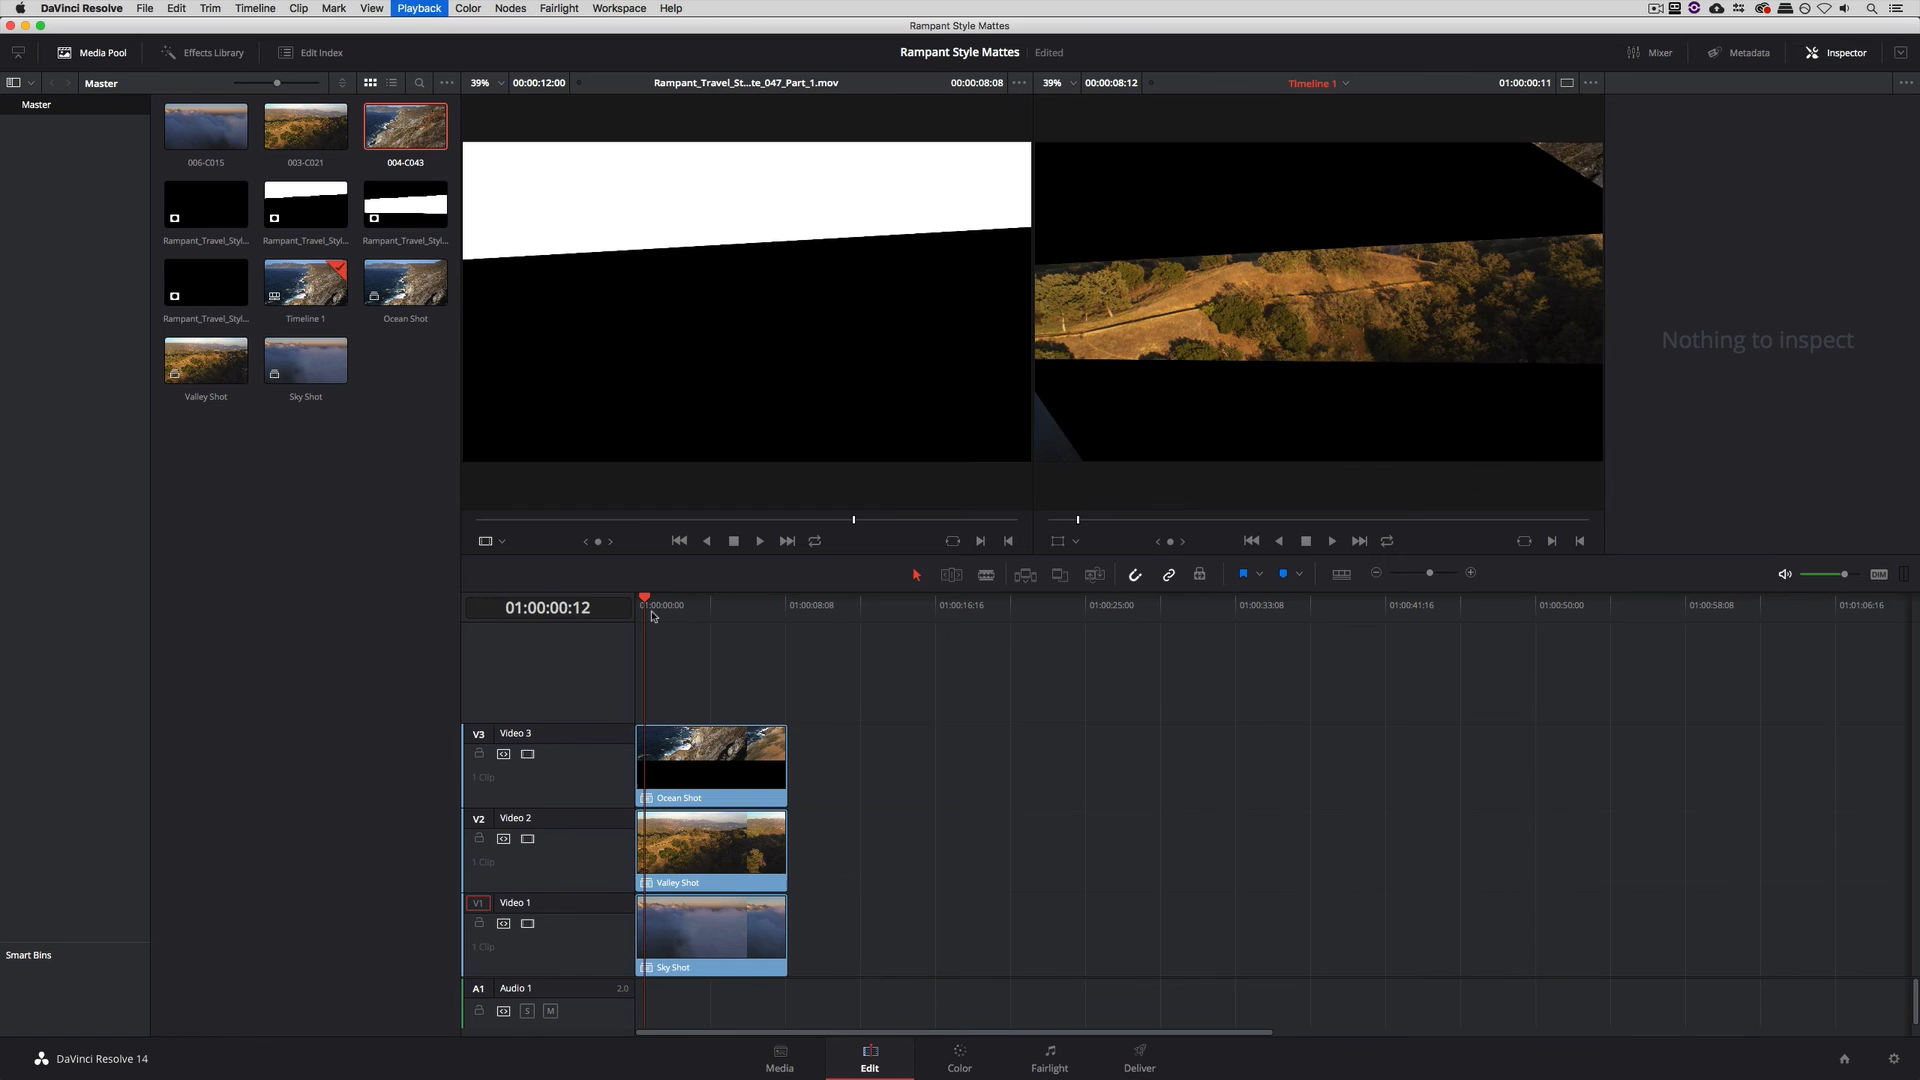 DaVinci Resolve File Edit Trim Timeline Clip Mark View Playback Color Nodes Fairlight Workspace Help
Rampant Style Mattes
Media Pool Effects Library Edit Index Rampant Style Mattes Edited Mixer Metadata Inspector
Master 39% 00:00:12:00 Rampant_Travel_St...te_047_Part_1.mov 00:00:08:08 39% 00:00:08:12 Timeline 1 01:00:00:11
Master
006-C015 003-C021 004-C043
Rampant_Travel_Styl... Rampant_Travel_Styl... Rampant_Travel_Styl...
Rampant_Travel_Styl... Timeline 1 Ocean Shot
Valley Shot Sky Shot
Nothing to inspect
DIM
01:00:00:12 01:00:00:00 01:00:08:08 01:00:16:16 01:00:25:00 01:00:33:08 01:00:41:16 01:00:50:00 01:00:58:08 01:01:06:16
V3 Video 3
1 Clip
Ocean Shot
V2 Video 2
1 Clip
Valley Shot
V1 Video 1
1 Clip
Sky Shot
Smart Bins
A1 Audio 1 2.0
S M
DaVinci Resolve 14
Media Edit Color Fairlight Deliver